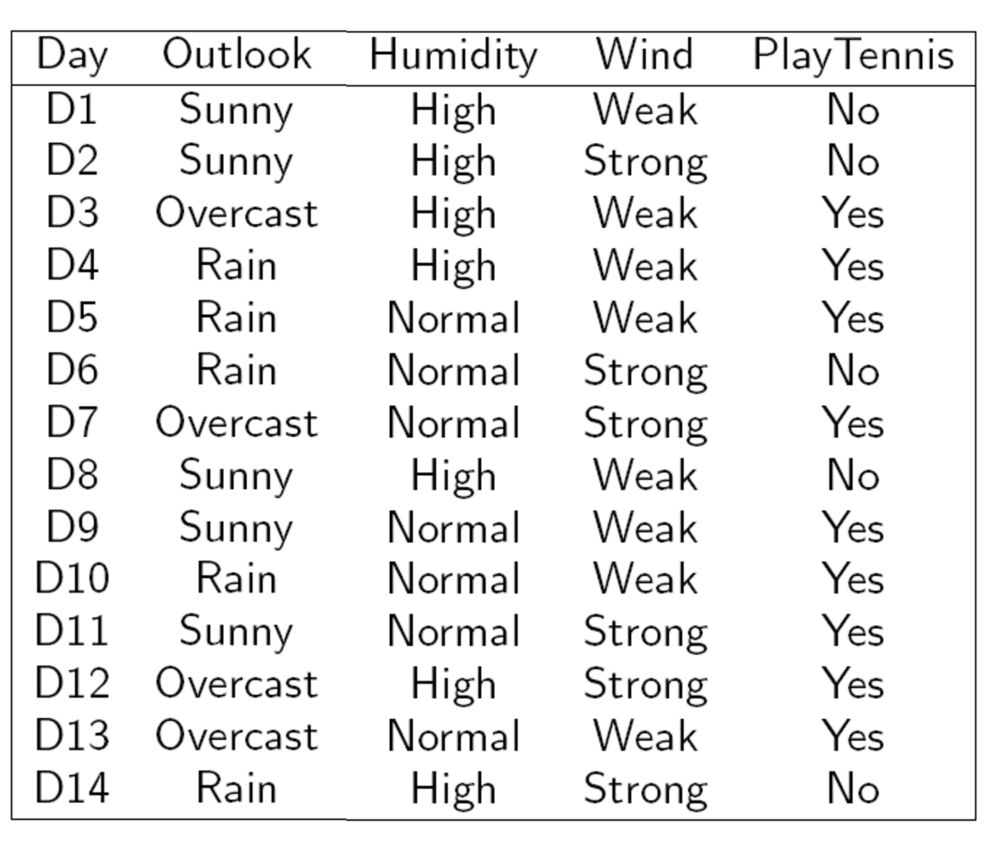 Day Outlook Humidity Wind PlayTennis
D1 Sunny High Weak No
D2 Sunny High Strong No
D3 Overcast High Weak Yes
D4 Rain High Weak Yes
D5 Rain Normal Weak Yes
D6 Rain Normal Strong No
D7 Overcast Normal Strong Yes
D8 Sunny High Weak No
D9 Sunny Normal Weak Yes
D10 Rain Normal Weak Yes
D11 Sunny Normal Strong Yes
D12 Overcast High Strong Yes
D13 Overcast Normal Weak Yes
D14 Rain High Strong No